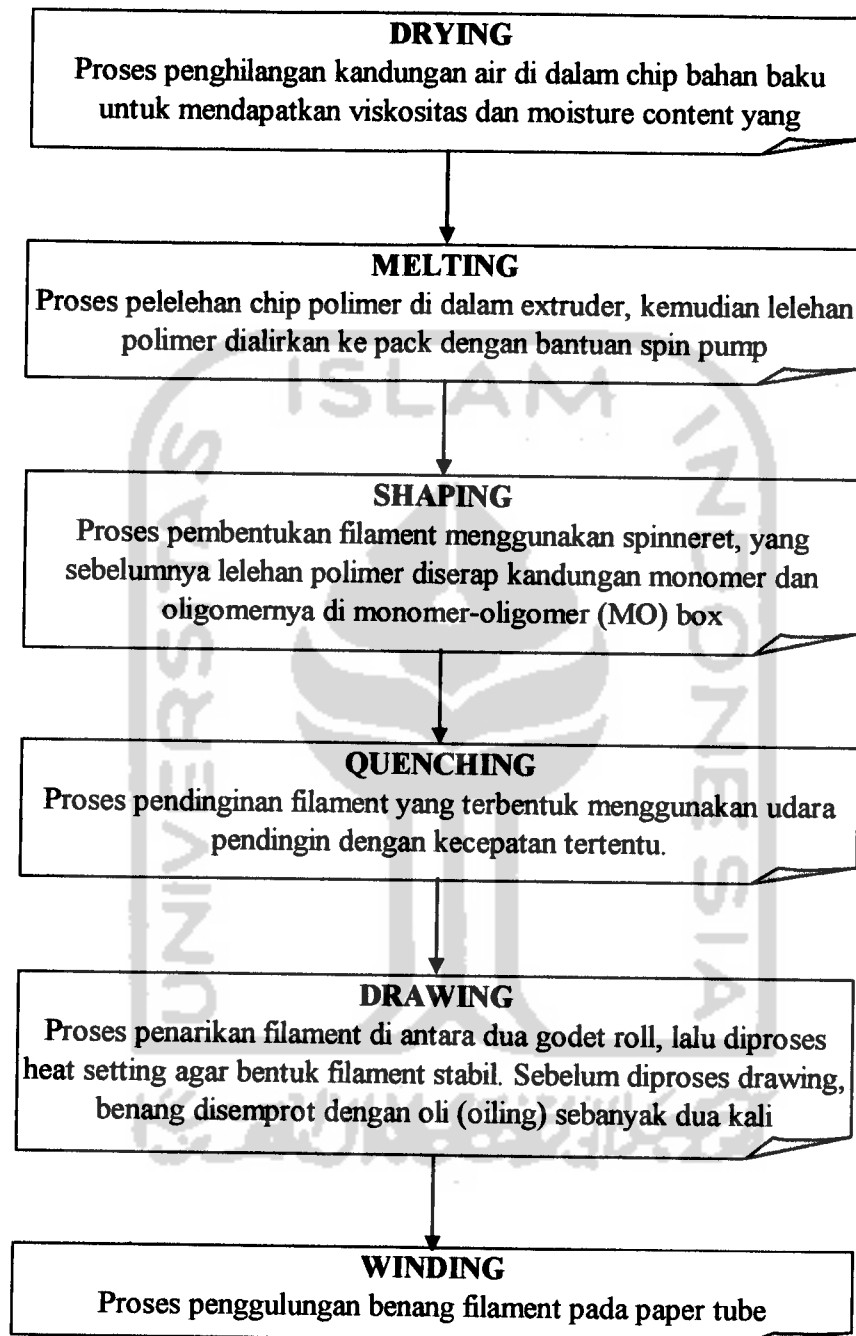 DRYING
Proses penghilangan kandungan air di dalam chip bahan baku
untuk mendapatkan viskositas dan moisture content yang
MELTING
Proses pelelehan chip polimer di dalam extruder, kemudian lelehan
polimer dialirkan ke pack dengan bantuan spin pump
SHAPING
Proses pembentukan filament menggunakan spinneret, yang
sebelumnya lelehan polimer diserap kandungan monomer dan
oligomernya di monomer-oligomer (MO) box
QUENCHING
Proses pendinginan filament yang terbentuk menggunakan udara
pendingin dengan kecepatan tertentu.
DRAWING
Proses penarikan filament di antara dua godet roll, lalu diproses
heat setting agar bentuk filament stabil. Sebelum diproses drawing,
benang disemprot dengan oli (oiling) sebanyak dua kali
WINDING
Proses penggulungan benang filament pada paper tube
UNIVERSITAS
ISLAM
INDONESIA